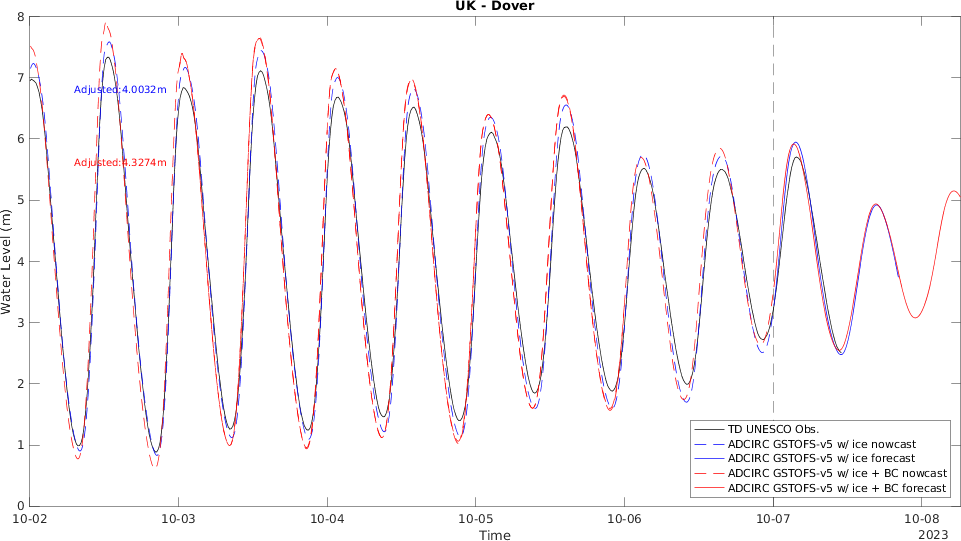 UK - Dover
8
7
6
5
4
3
2
1
0
Water Level (m)
Adjusted:4.0032m
Adjusted:4.3274m
TD UNESCO Obs.
ADCIRC GSTOFS-v5 w/ ice nowcast
ADCIRC GSTOFS-v5 w/ ice forecast
ADCIRC GSTOFS-v5 w/ ice + BC nowcast
ADCIRC GSTOFS-v5 w/ ice + BC forecast
10-02 10-03 10-04 10-05 10-06 10-07 10-08
Time
2023